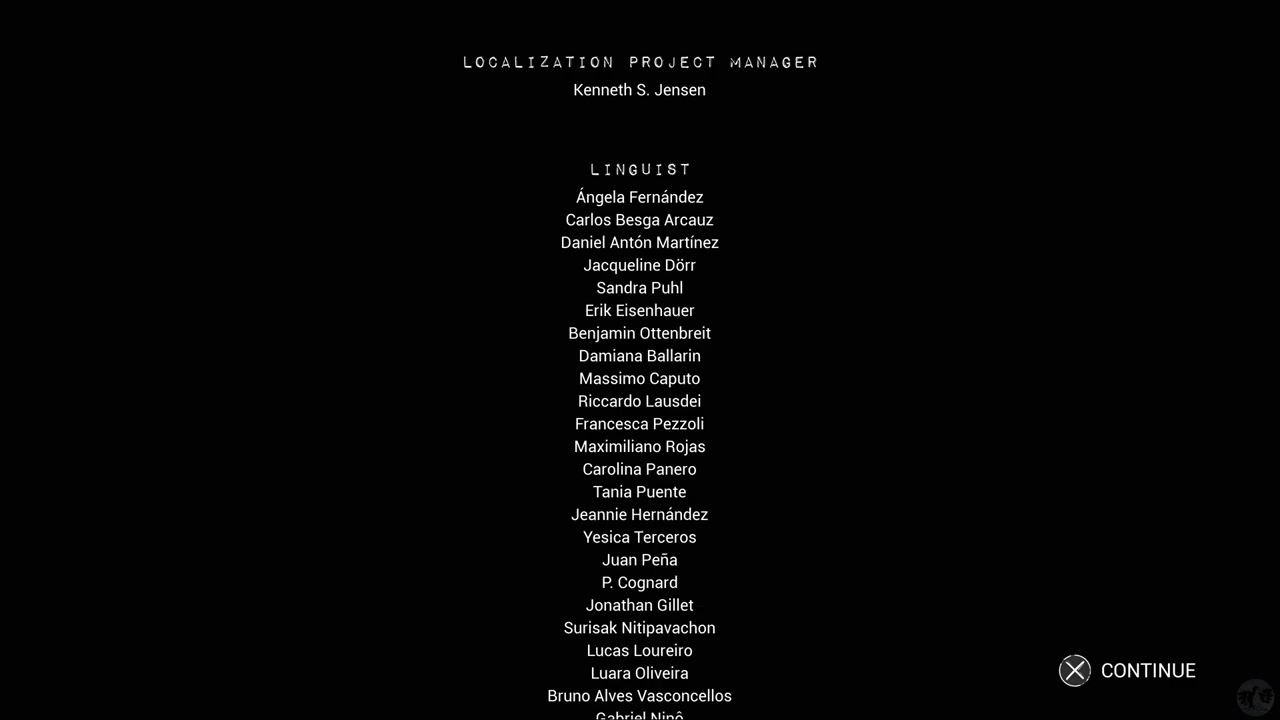 LOCALIZATION PROJECT MANAGER
Kenneth S. Jensen
LINGUIST
Ángela Fernández
Carlos Besga Arcauz
Daniel Antón Martínez
Jacqueline Dörr
Sandra Puhl
Erik Eisenhauer
Benjamin Ottenbreit
Damiana Ballarin
Massimo Caputo
Riccardo Lausdei
Francesca Pezzoli
Maximiliano Rojas
Carolina Panero
Tania Puente
Jeannie Hernández
Yesica Terceros
Juan Peña
P. Cognard
Jonathan Gillet
Surisak Nitipavachon
Lucas Loureiro
Luara Oliveira
Bruno Alves Vasconcellos
Gabriel Ninô
CONTINUE